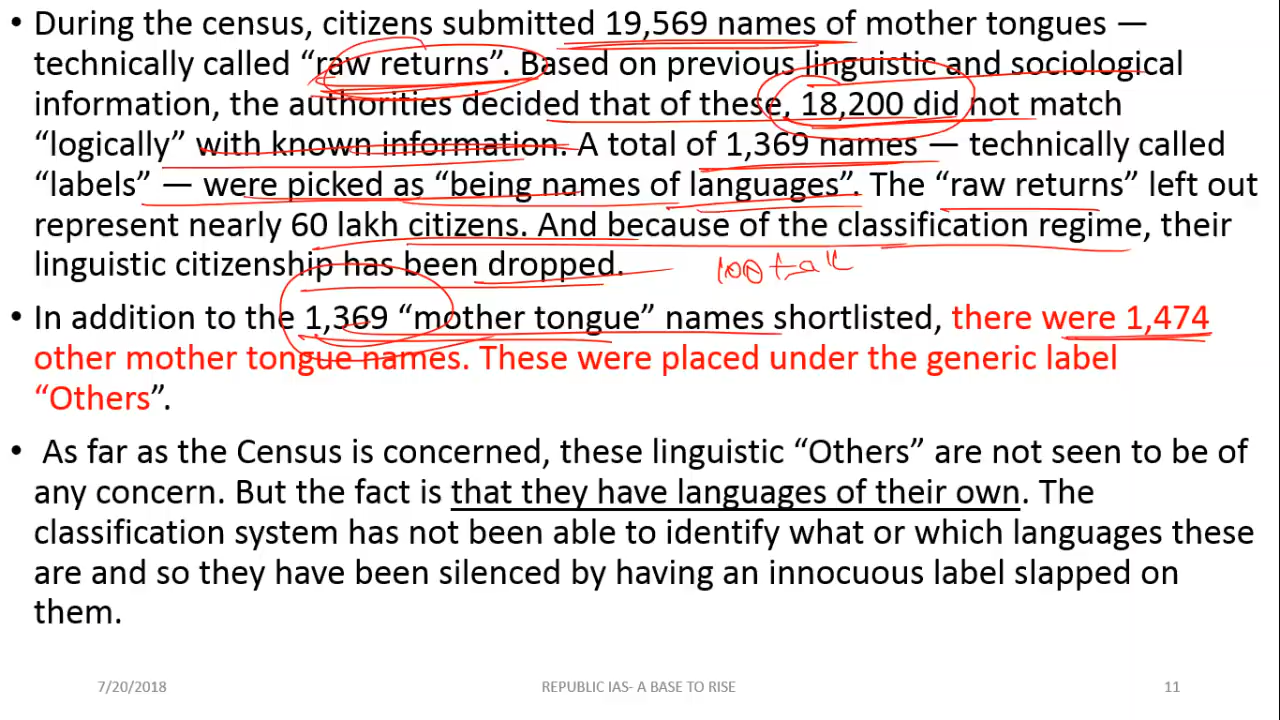 • During the census, citizens submitted 19,569 names of mother tongues —
technically called “raw returns”. Based on previous linguistic and sociological
information, the authorities decided that of these, 18,200 did not match
“logically” with known information. A total of 1,369 names — technically called
“labels” — were picked as “being names of languages”. The “raw returns” left out
represent nearly 60 lakh citizens. And because of the classification regime, their
linguistic citizenship has been dropped.
• In addition to the 1,369 “mother tongue” names shortlisted, there were 1,474
other mother tongue names. These were placed under the generic label
“Others”.
• As far as the Census is concerned, these linguistic “Others” are not seen to be of
any concern. But the fact is that they have languages of their own. The
classification system has not been able to identify what or which languages these
are and so they have been silenced by having an innocuous label slapped on
them.
7/20/2018
REPUBLIC IAS- A BASE TO RISE
11